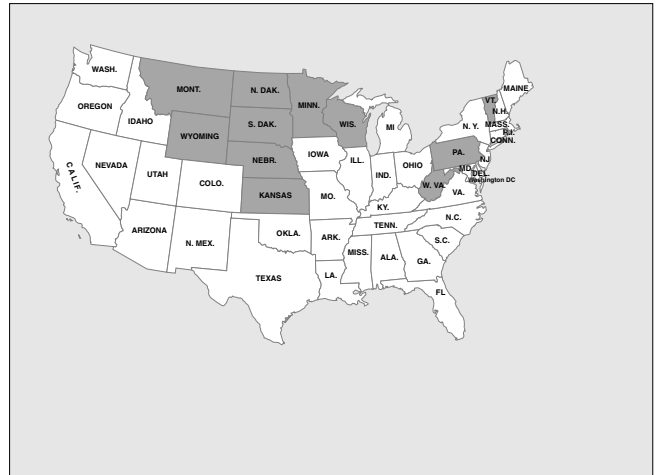 WASH.
MONT.
N. DAK.
MINN.
MAINE
OREGON
IDAHO
WYOMING
S. DAK.
WIS.
MI
VT.
N.H.
N. Y.
MASS.
R.I.
CONN.
NEVADA
UTAH
COLO.
NEBR.
IOWA
ILL.
IND.
OHIO
PA.
NJ
MD.
DEL.
Washington DC
CALIF.
KANSAS
MO.
KY.
W. VA.
VA.
ARIZONA
N. MEX.
OKLA.
ARK.
TENN.
N.C.
S.C.
TEXAS
LA.
MISS.
ALA.
GA.
FL